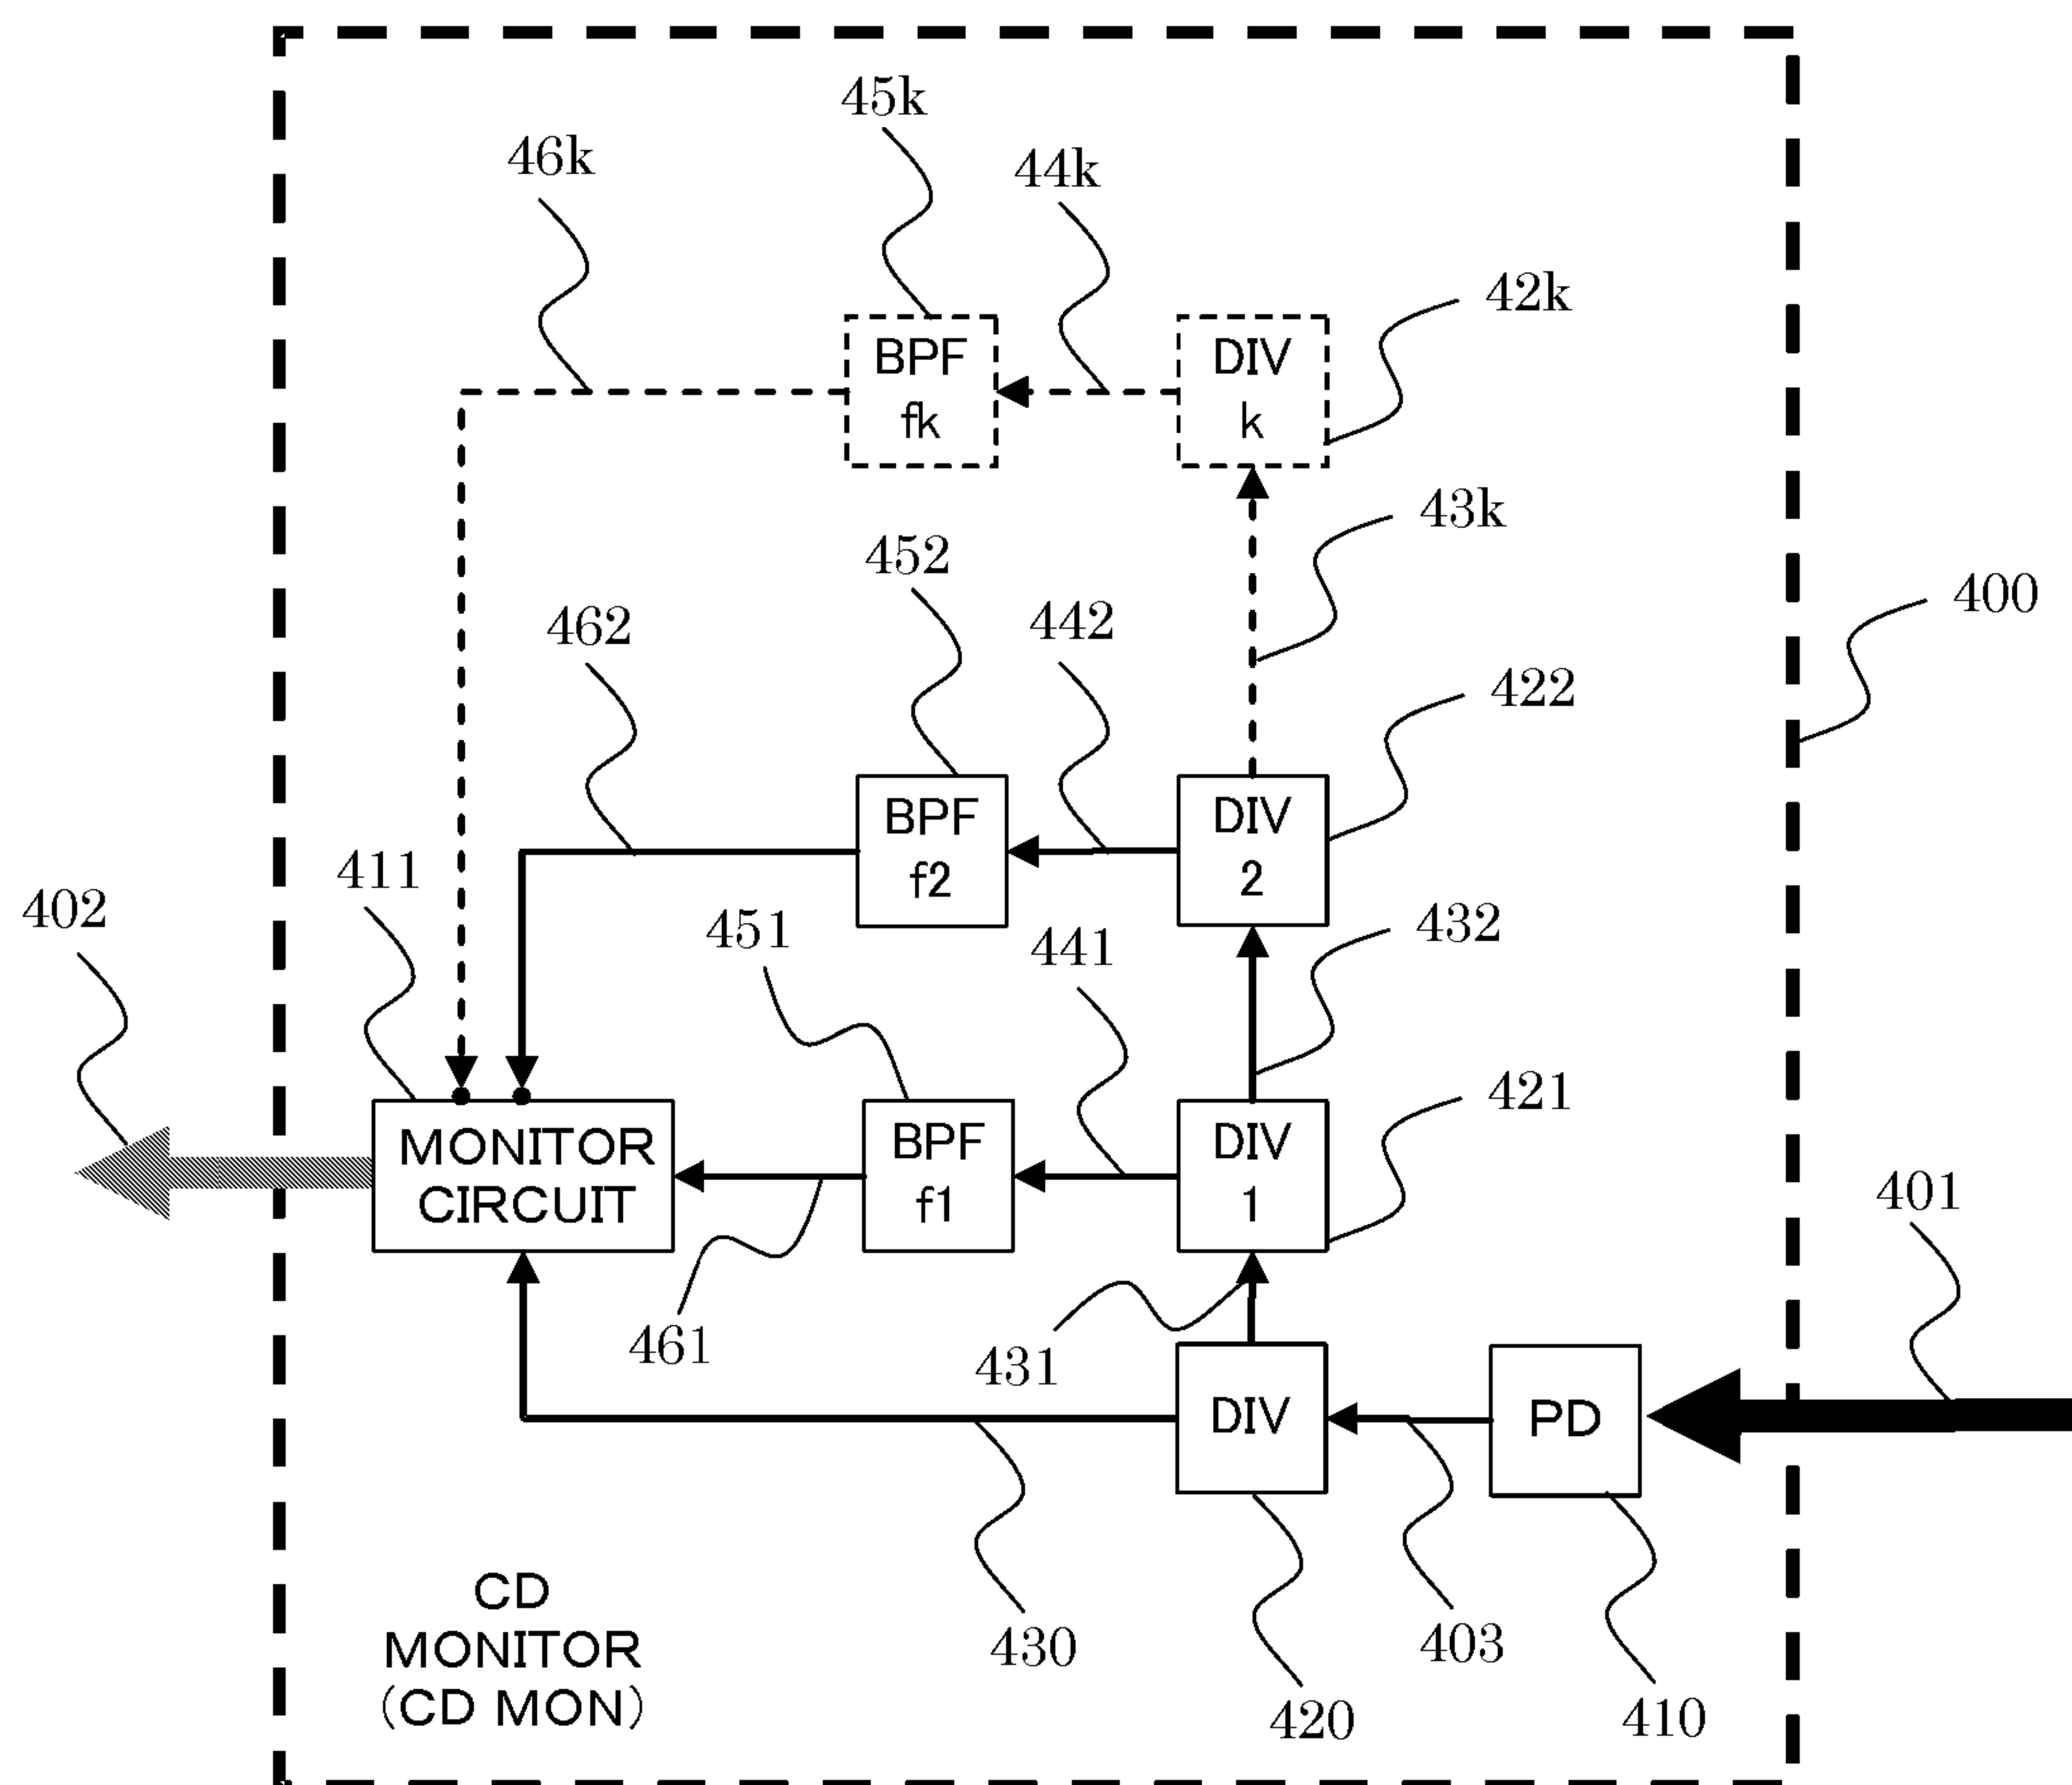 45k
46k
44k
42k
BPF
fk
DIV
k
43k
452
400
462
442
422
BPF
f2
DIV
2
411
402
451
441
432
421
MONITOR
CIRCUIT
BPF
f1
DIV
1
401
461
431
DIV
PD
CD
MONITOR
(CD MON)
430
403
420
410